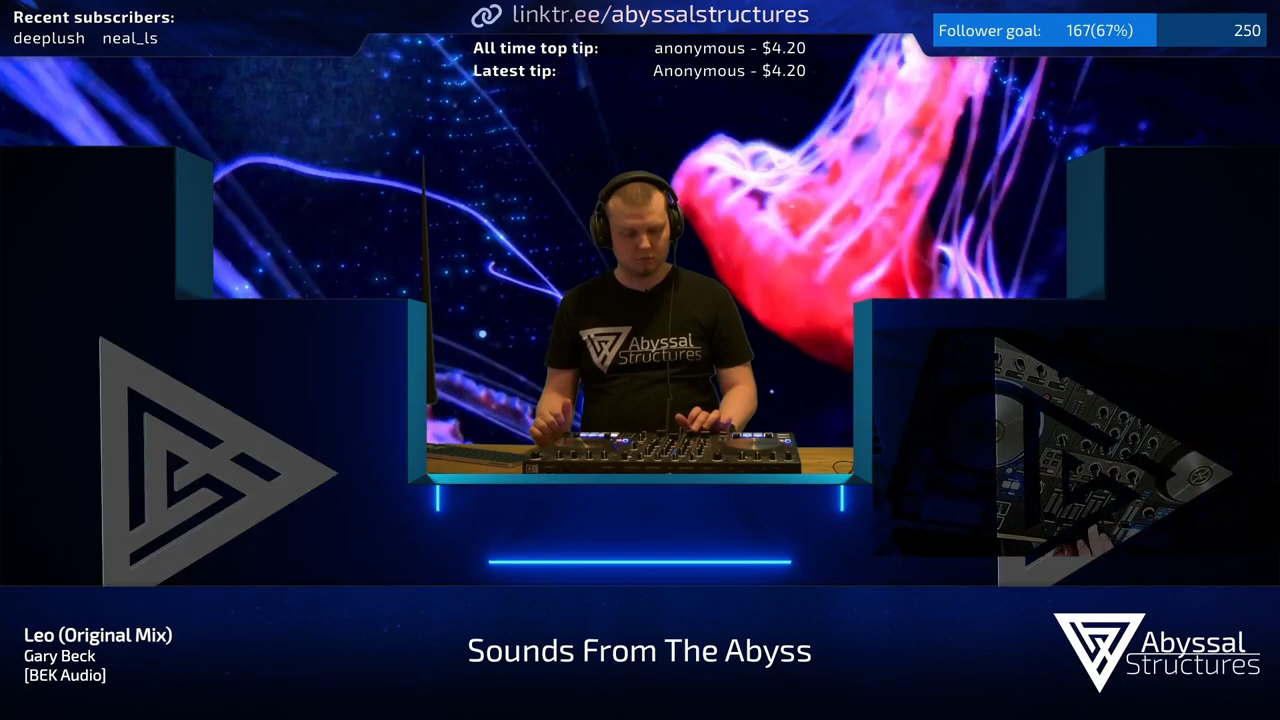 Recent subscribers:
deeplush neal_ls
linktr.ee/abyssalstructures
All time top tip: anonymous - $4.20
Latest tip: Anonymous - $4.20
Follower goal: 167(67%) 250
Abyssal
Structures
Leo (Original Mix)
Gary Beck
[BEK Audio]
Sounds From The Abyss
Abyssal
Structures